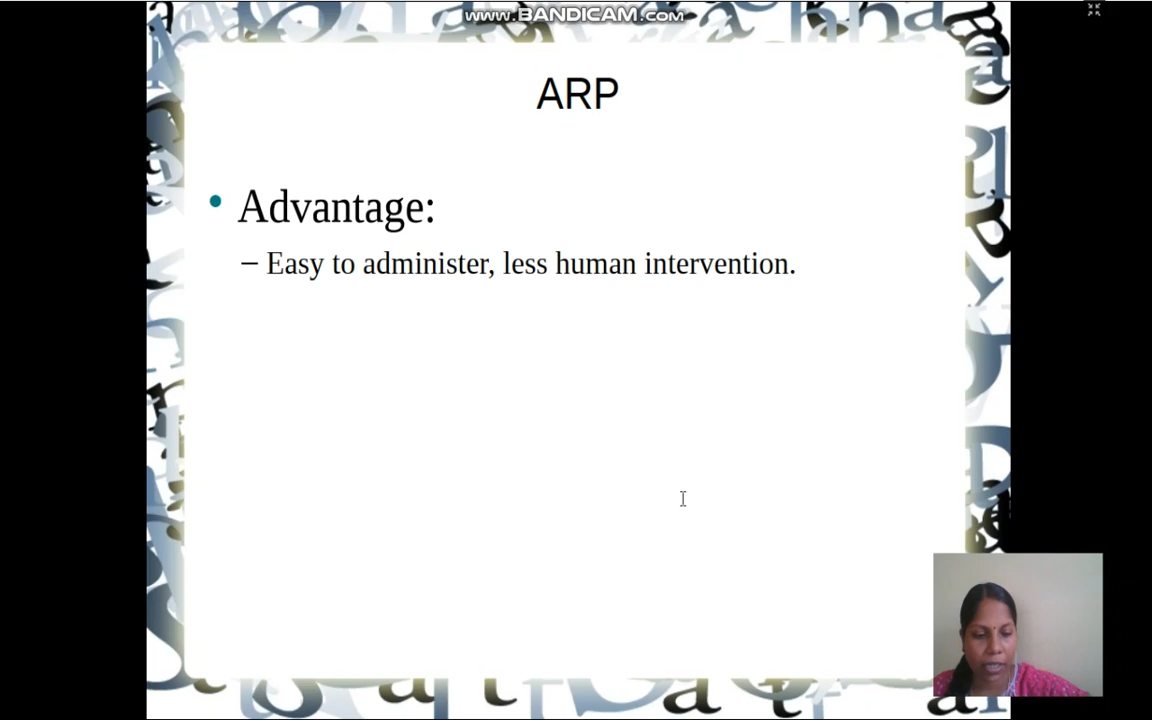 www.BANDICAM.com
ARP
• Advantage:
– Easy to administer, less human intervention.